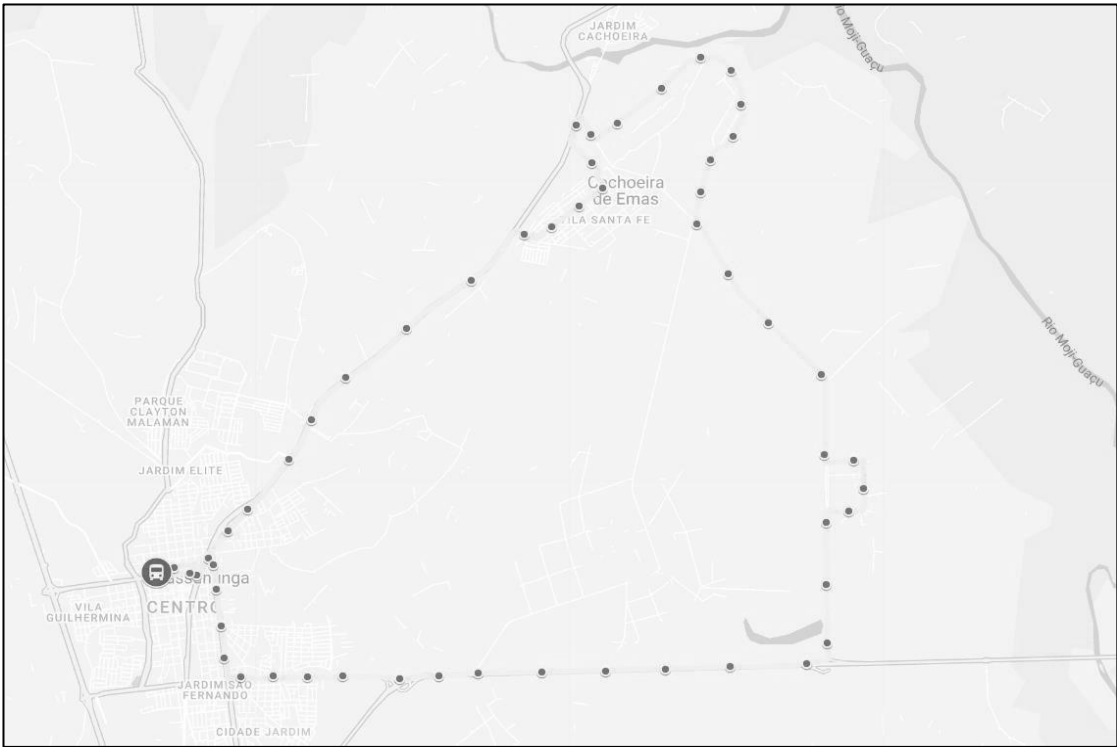 JARDIM
CACHOEIRA
Rio Moji-Guaçu
Cachoeira
de Emas
VILA SANTA FE
Rio Moji-Guaçu
PARQUE
CLAYTON
MALAMAN
JARDIM ELITE
inga
CENTRO
VILA
GUILHERMINA
JARDIM SÃO
FERNANDO
CIDADE JARDIM